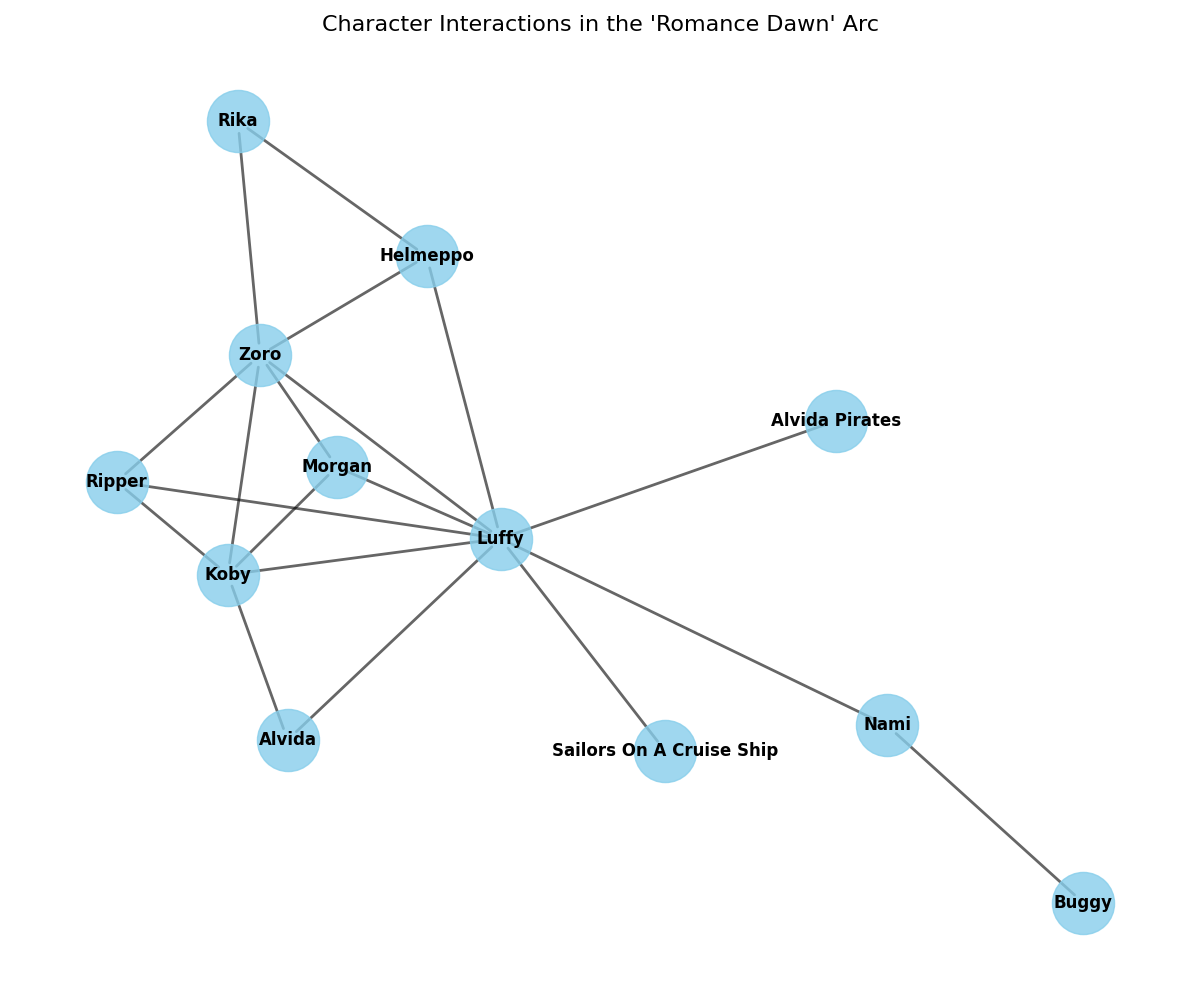 Character Interactions in the 'Romance Dawn' Arc
Rika
Helmeppo
Zoro
Alvida Pirates
Morgan
Ripper
Luffy
Koby
Nami
Alvida
Sailors On A Cruise Ship
Buggy